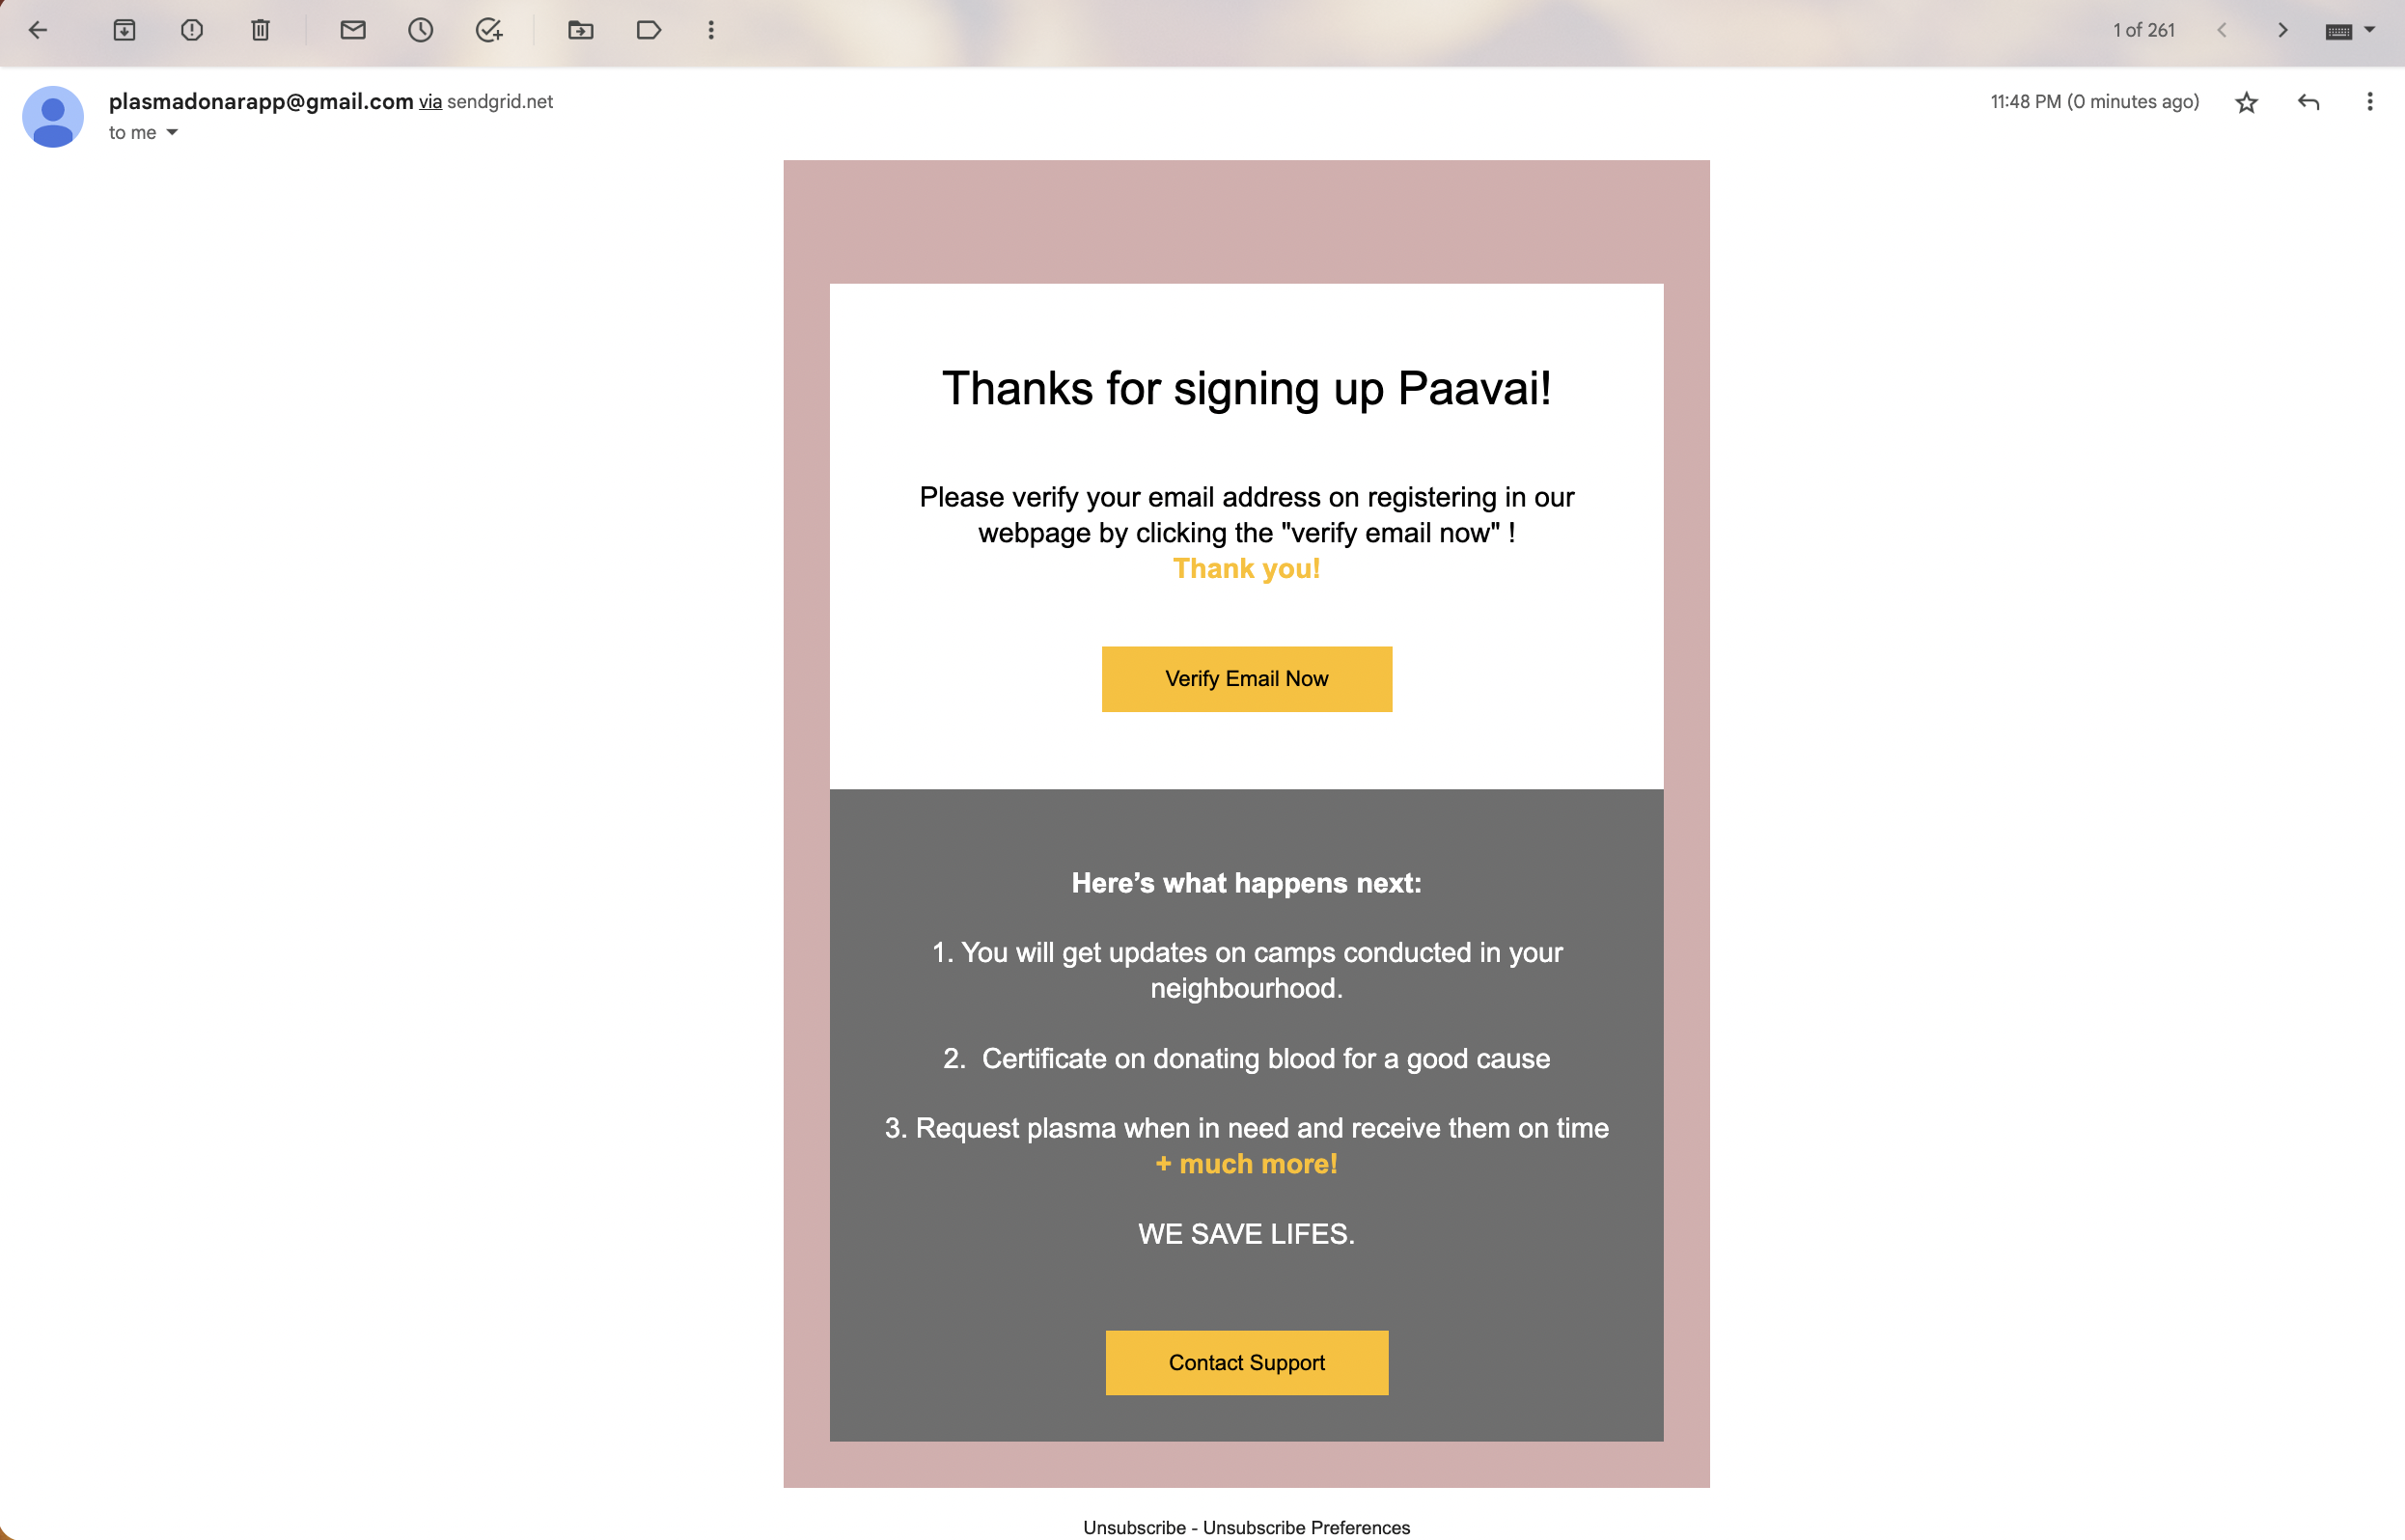 1 of 261
plasmadonarapp@gmail.com via sendgrid.net
11:48 PM (0 minutes ago)
to me
Thanks for signing up Paavai!
Please verify your email address on registering in our
webpage by clicking the "verify email now" !
Thank you!
Verify Email Now
Here’s what happens next:
1. You will get updates on camps conducted in your
neighbourhood.
2.  Certificate on donating blood for a good cause
3. Request plasma when in need and receive them on time
+ much more!
WE SAVE LIFES.
Contact Support
Unsubscribe - Unsubscribe Preferences